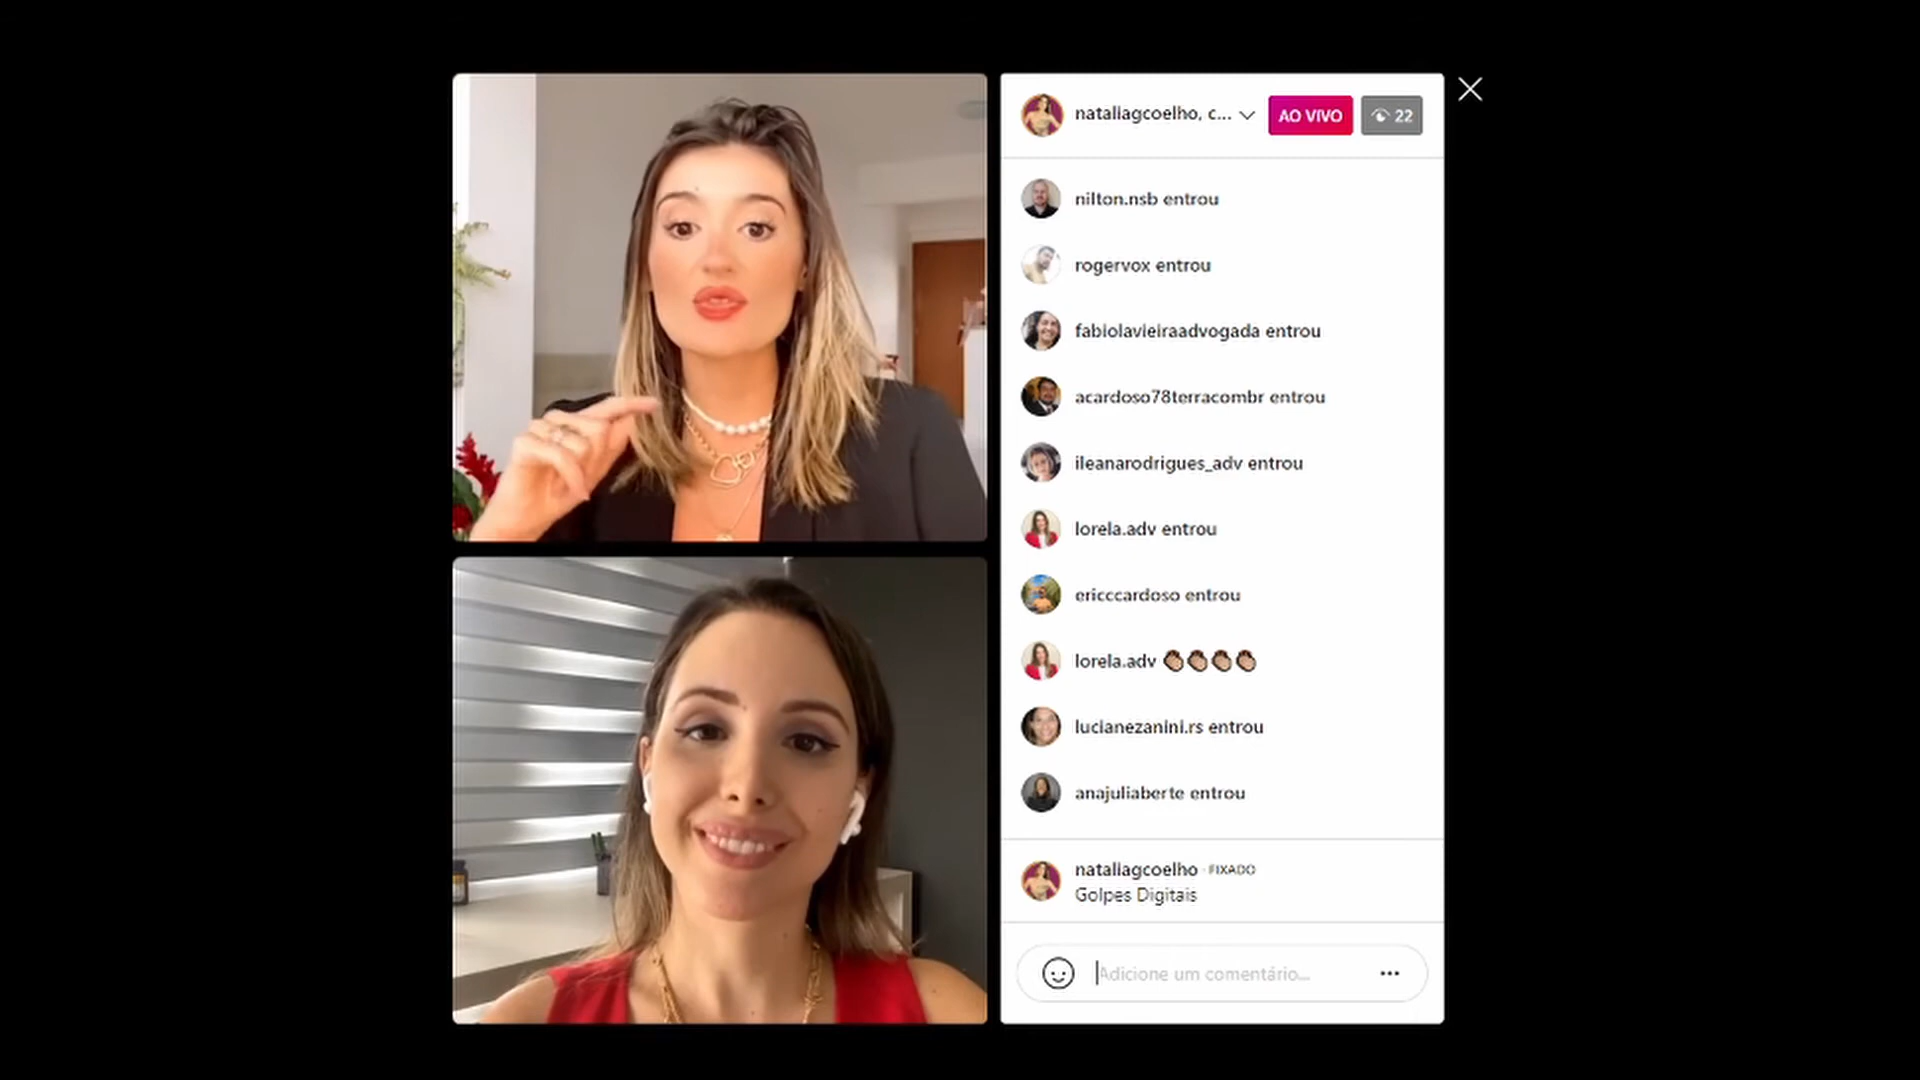 nataliagcoelho, c...
AO VIVO
22
nilton.nsb entrou
rogervox entrou
fabiolavieiraadvogada entrou
acardoso78terracombr entrou
ileanarodrigues_adv entrou
lorela.adv entrou
ericccardoso entrou
lorela.adv 👏🏼👏🏼👏🏼👏🏼
lucianezanini.rs entrou
anajuliaberte entrou
nataliagcoelho · FIXADO
Golpes Digitais
Adicione um comentário...